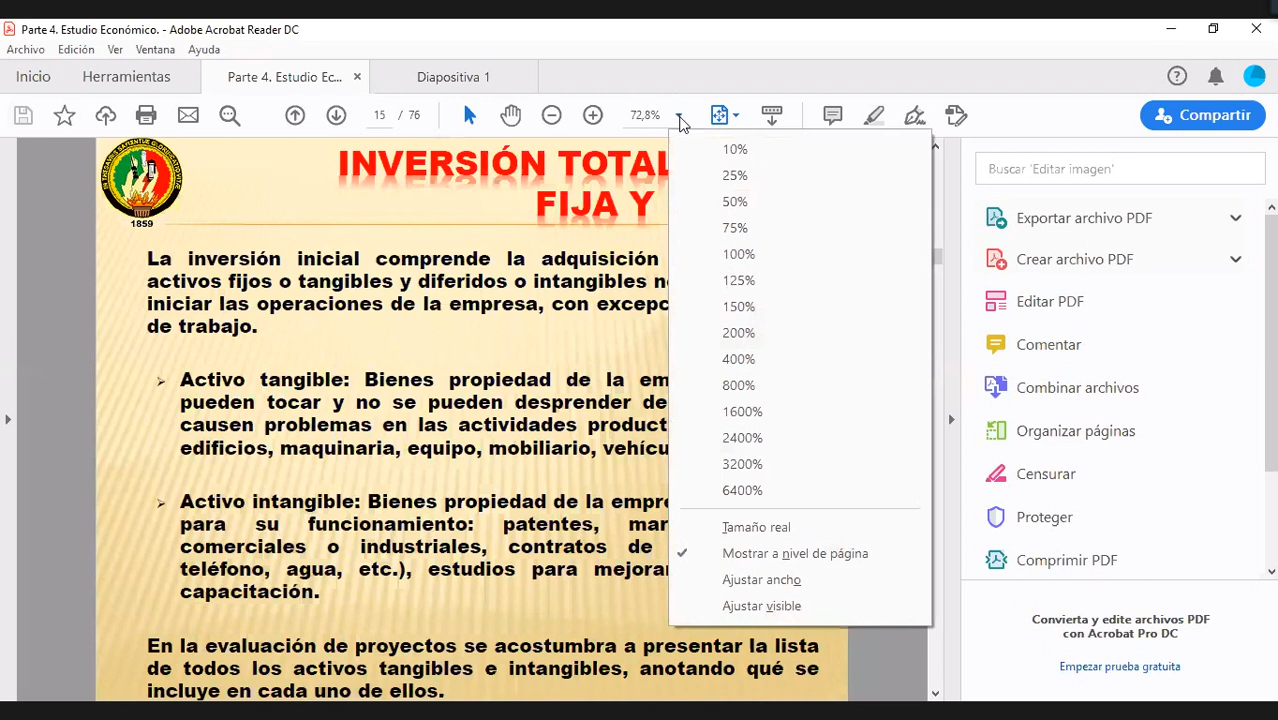 Parte 4. Estudio Económico. - Adobe Acrobat Reader DC
Archivo Edición Ver Ventana Ayuda
Inicio Herramientas Parte 4. Estudio Ec... Diapositiva 1
15 / 76 72,8% Compartir
INVERSIÓN TOTAL
FIJA Y
1859
La inversión inicial comprende la adquisición
activos fijos o tangibles y diferidos o intangibles
iniciar las operaciones de la empresa, con
de trabajo.
Activo tangible: Bienes propiedad de la
pueden tocar y no se pueden desprender
causen problemas en las actividades
edificios, maquinaria, equipo, mobiliario,
Activo intangible: Bienes propiedad de la
para su funcionamiento: patentes,
comerciales o industriales, contratos de
teléfono, agua, etc.), estudios para
capacitación.
En la evaluación de proyectos se acostumbra a presentar la lista
de todos los activos tangibles e intangibles, anotando qué se
incluye en cada uno de ellos.
10%
25%
50%
75%
100%
125%
150%
200%
400%
800%
1600%
2400%
3200%
6400%
Tamaño real
Mostrar a nivel de página
Ajustar ancho
Ajustar visible
Buscar 'Editar imagen'
Exportar archivo PDF
Crear archivo PDF
Editar PDF
Comentar
Combinar archivos
Organizar páginas
Censurar
Proteger
Comprimir PDF
Convierta y edite archivos PDF
con Acrobat Pro DC
Empezar prueba gratuita